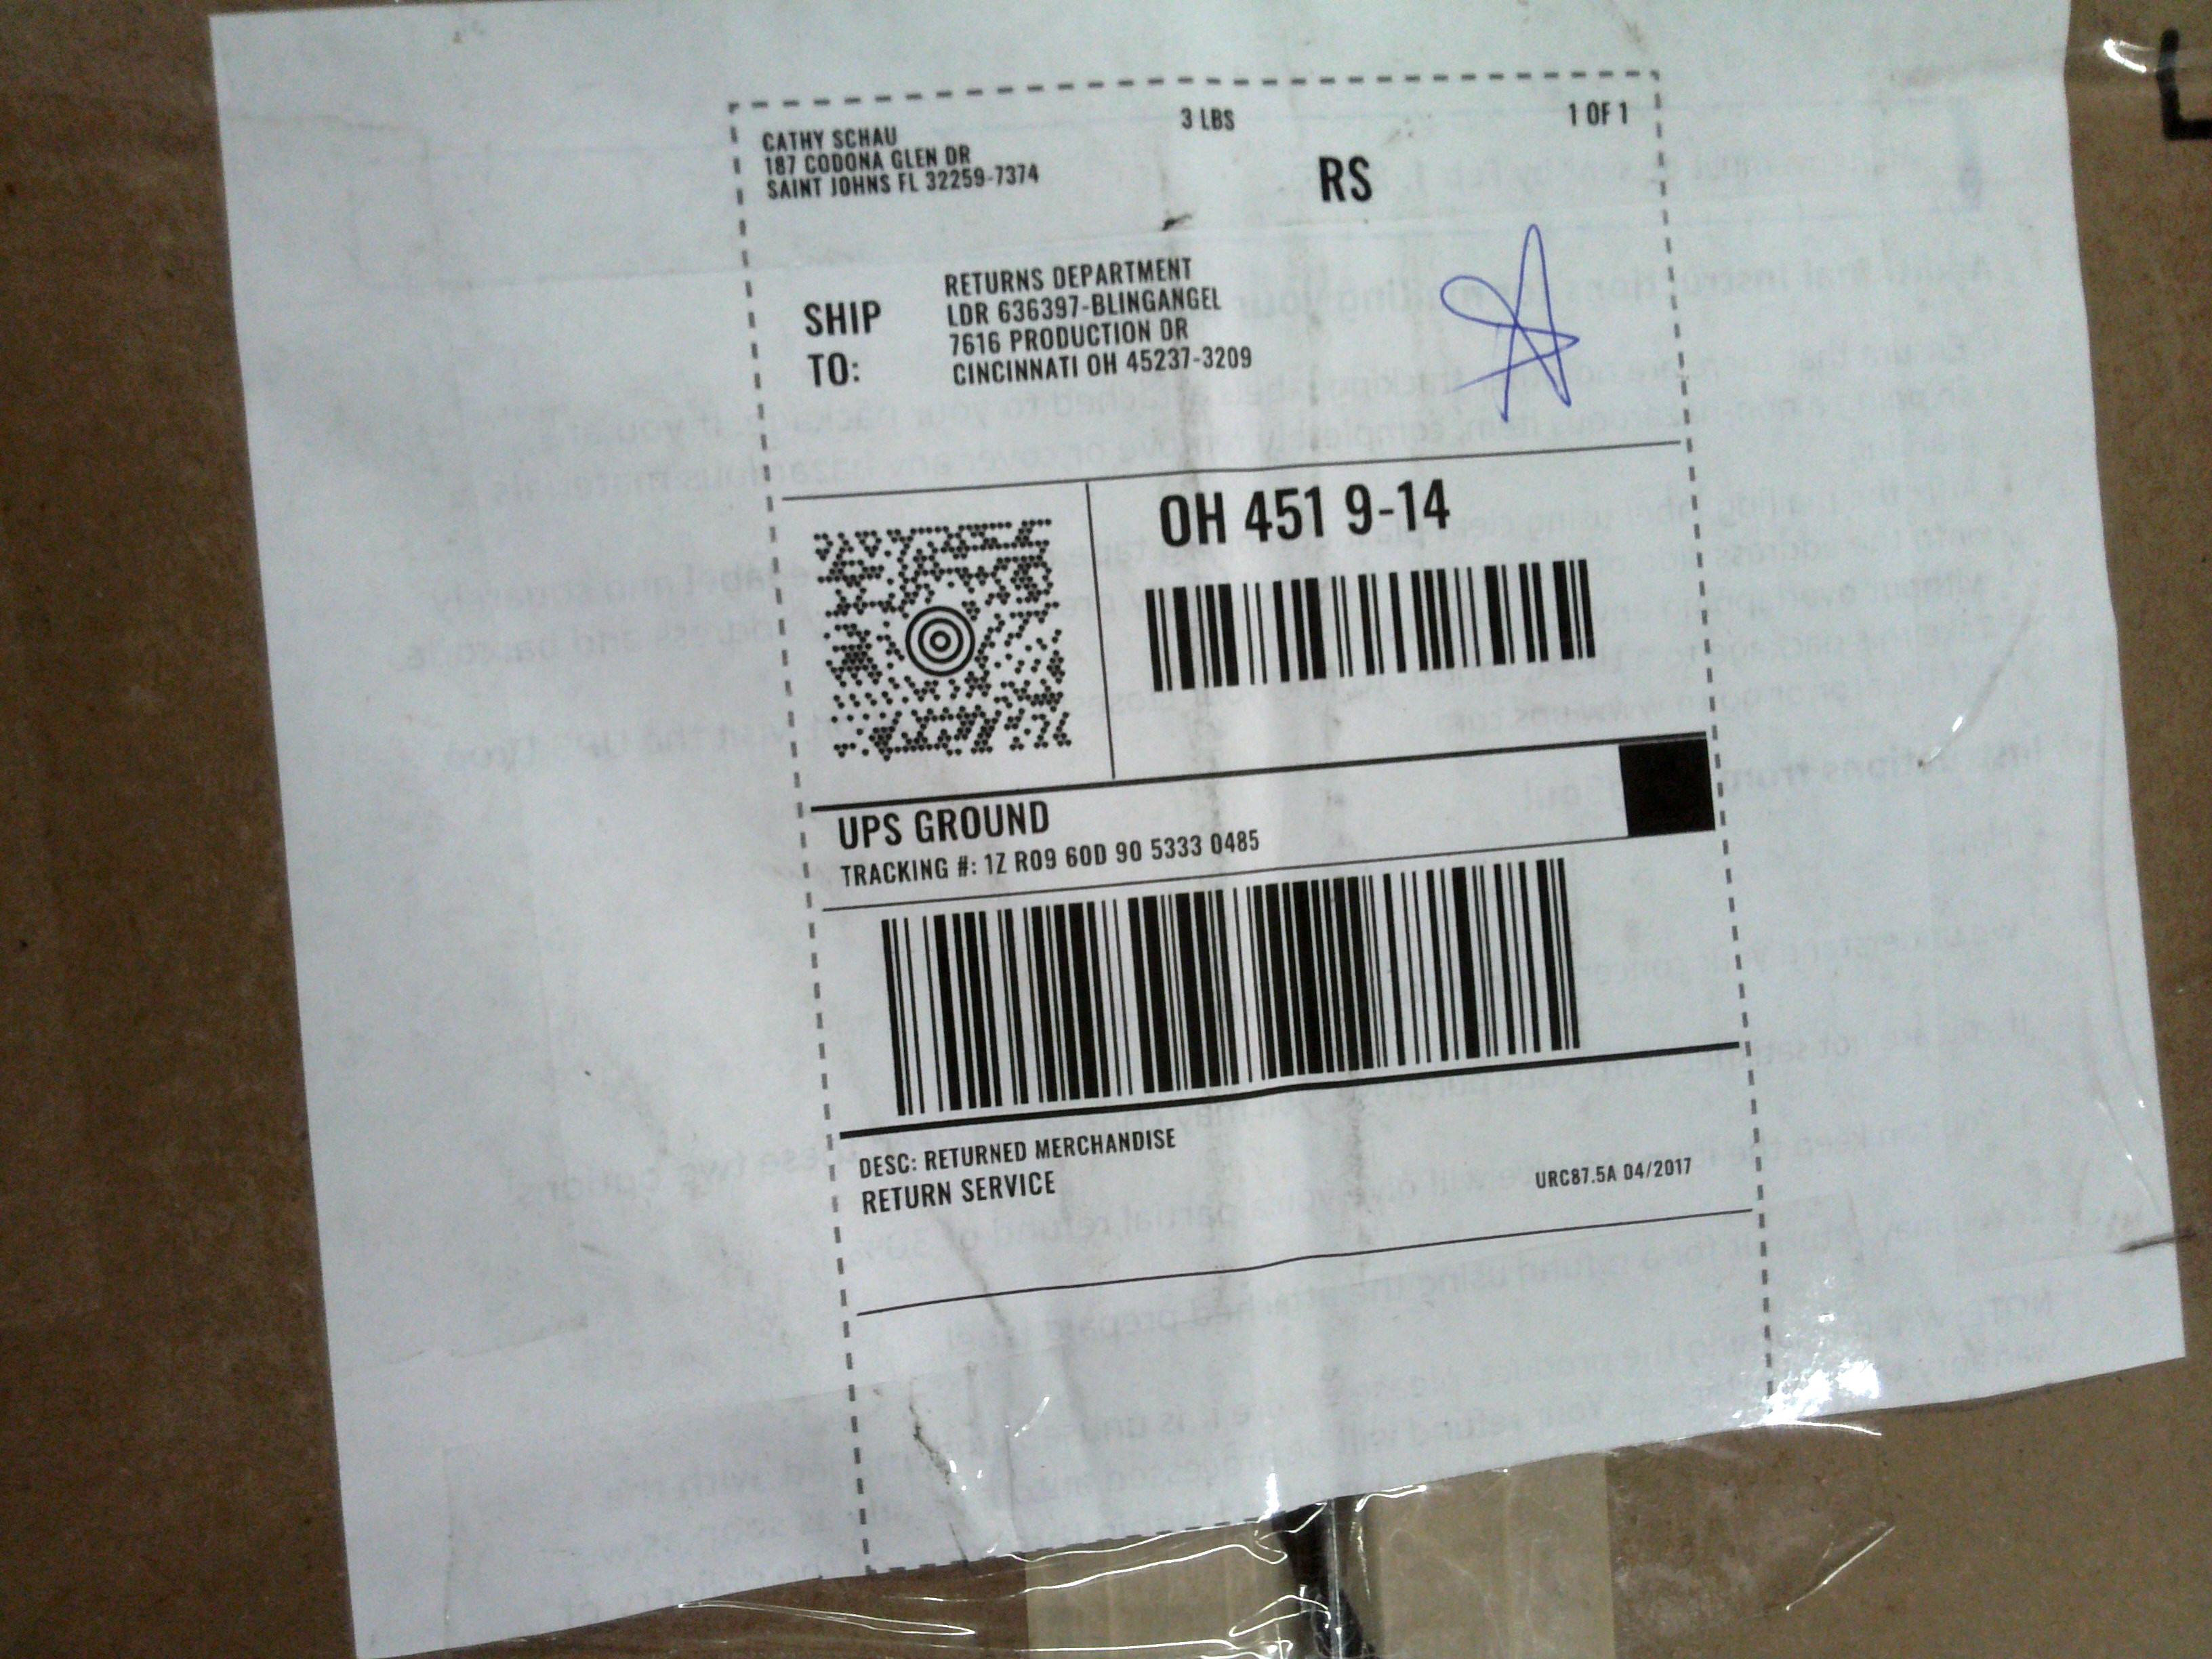 CATHY SCHAU
187 CODONA GLEN DR
SAINT JOHNS FL 32259-7374
3 LBS
1 OF 1
RS
SHIP TO:
RETURNS DEPARTMENT
LDR 636397-BLINGANGEL
7616 PRODUCTION DR
CINCINNATI OH 45237-3209
OH 451 9-14
UPS GROUND
TRACKING #: 1Z R09 60D 90 5333 0485
DESC: RETURNED MERCHANDISE
RETURN SERVICE
URC87.5A 04/2017